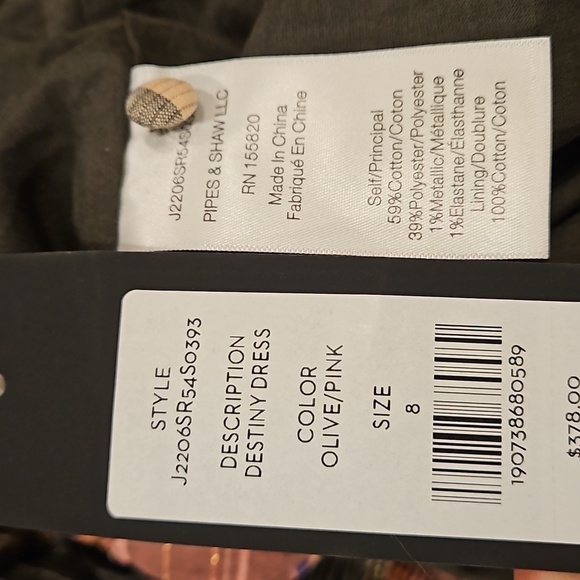 J2206SR54S
PIPES & SHAW LLC
RN 155820
Made In China
Fabriqué En Chine
Self/Principal
59%Cotton/Coton
39%Polyester/Polyester
1%Metallic/Métallique
1%Elastane/Élasthanne
Lining/Doublure
100%Cotton/Coton
STYLE
J2206SR54S0393
DESCRIPTION
DESTINY DRESS
COLOR
OLIVE/PINK
SIZE
8
190738680589
$378.00